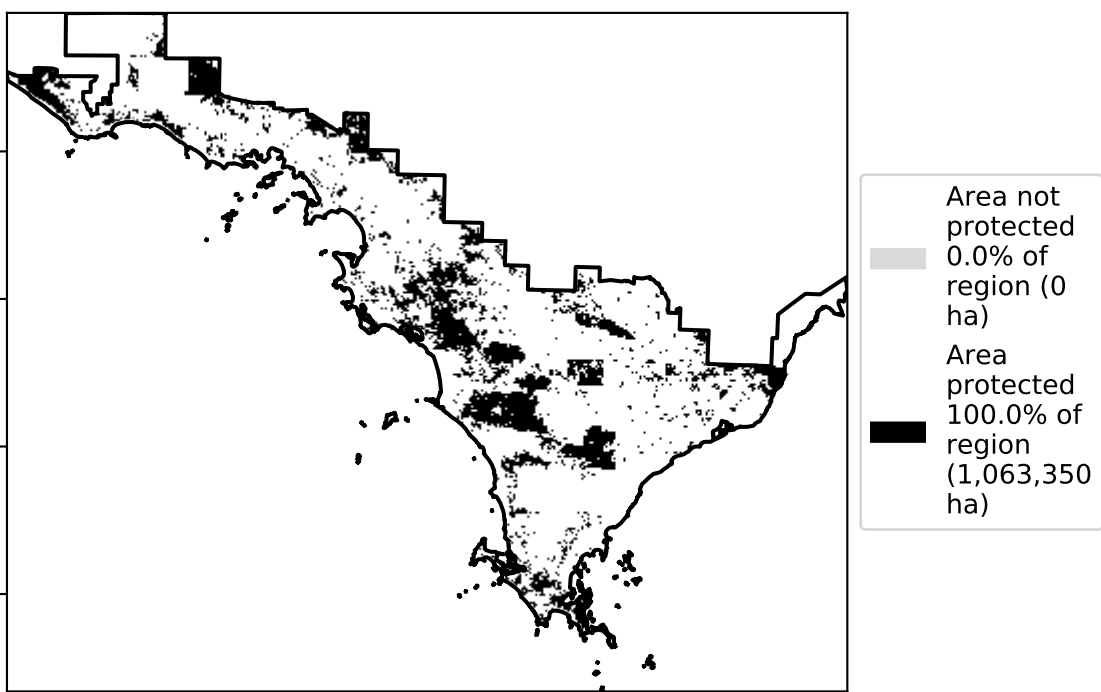 Area not
protected
0.0% of
region (0
ha)
Area
protected
100.0% of
region
(1,063,350
ha)